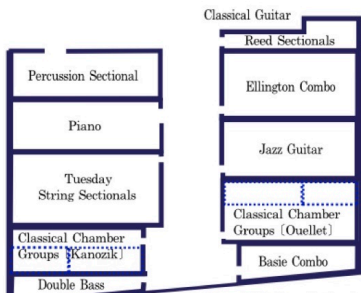 Classical Guitar
Reed Sectionals
Percussion Sectional
Ellington Combo
Piano
Jazz Guitar
Tuesday
String Sectionals
Classical Chamber
Groups [Kanozik]
Classical Chamber
Groups [Ouellet]
Basie Combo
Double Bass